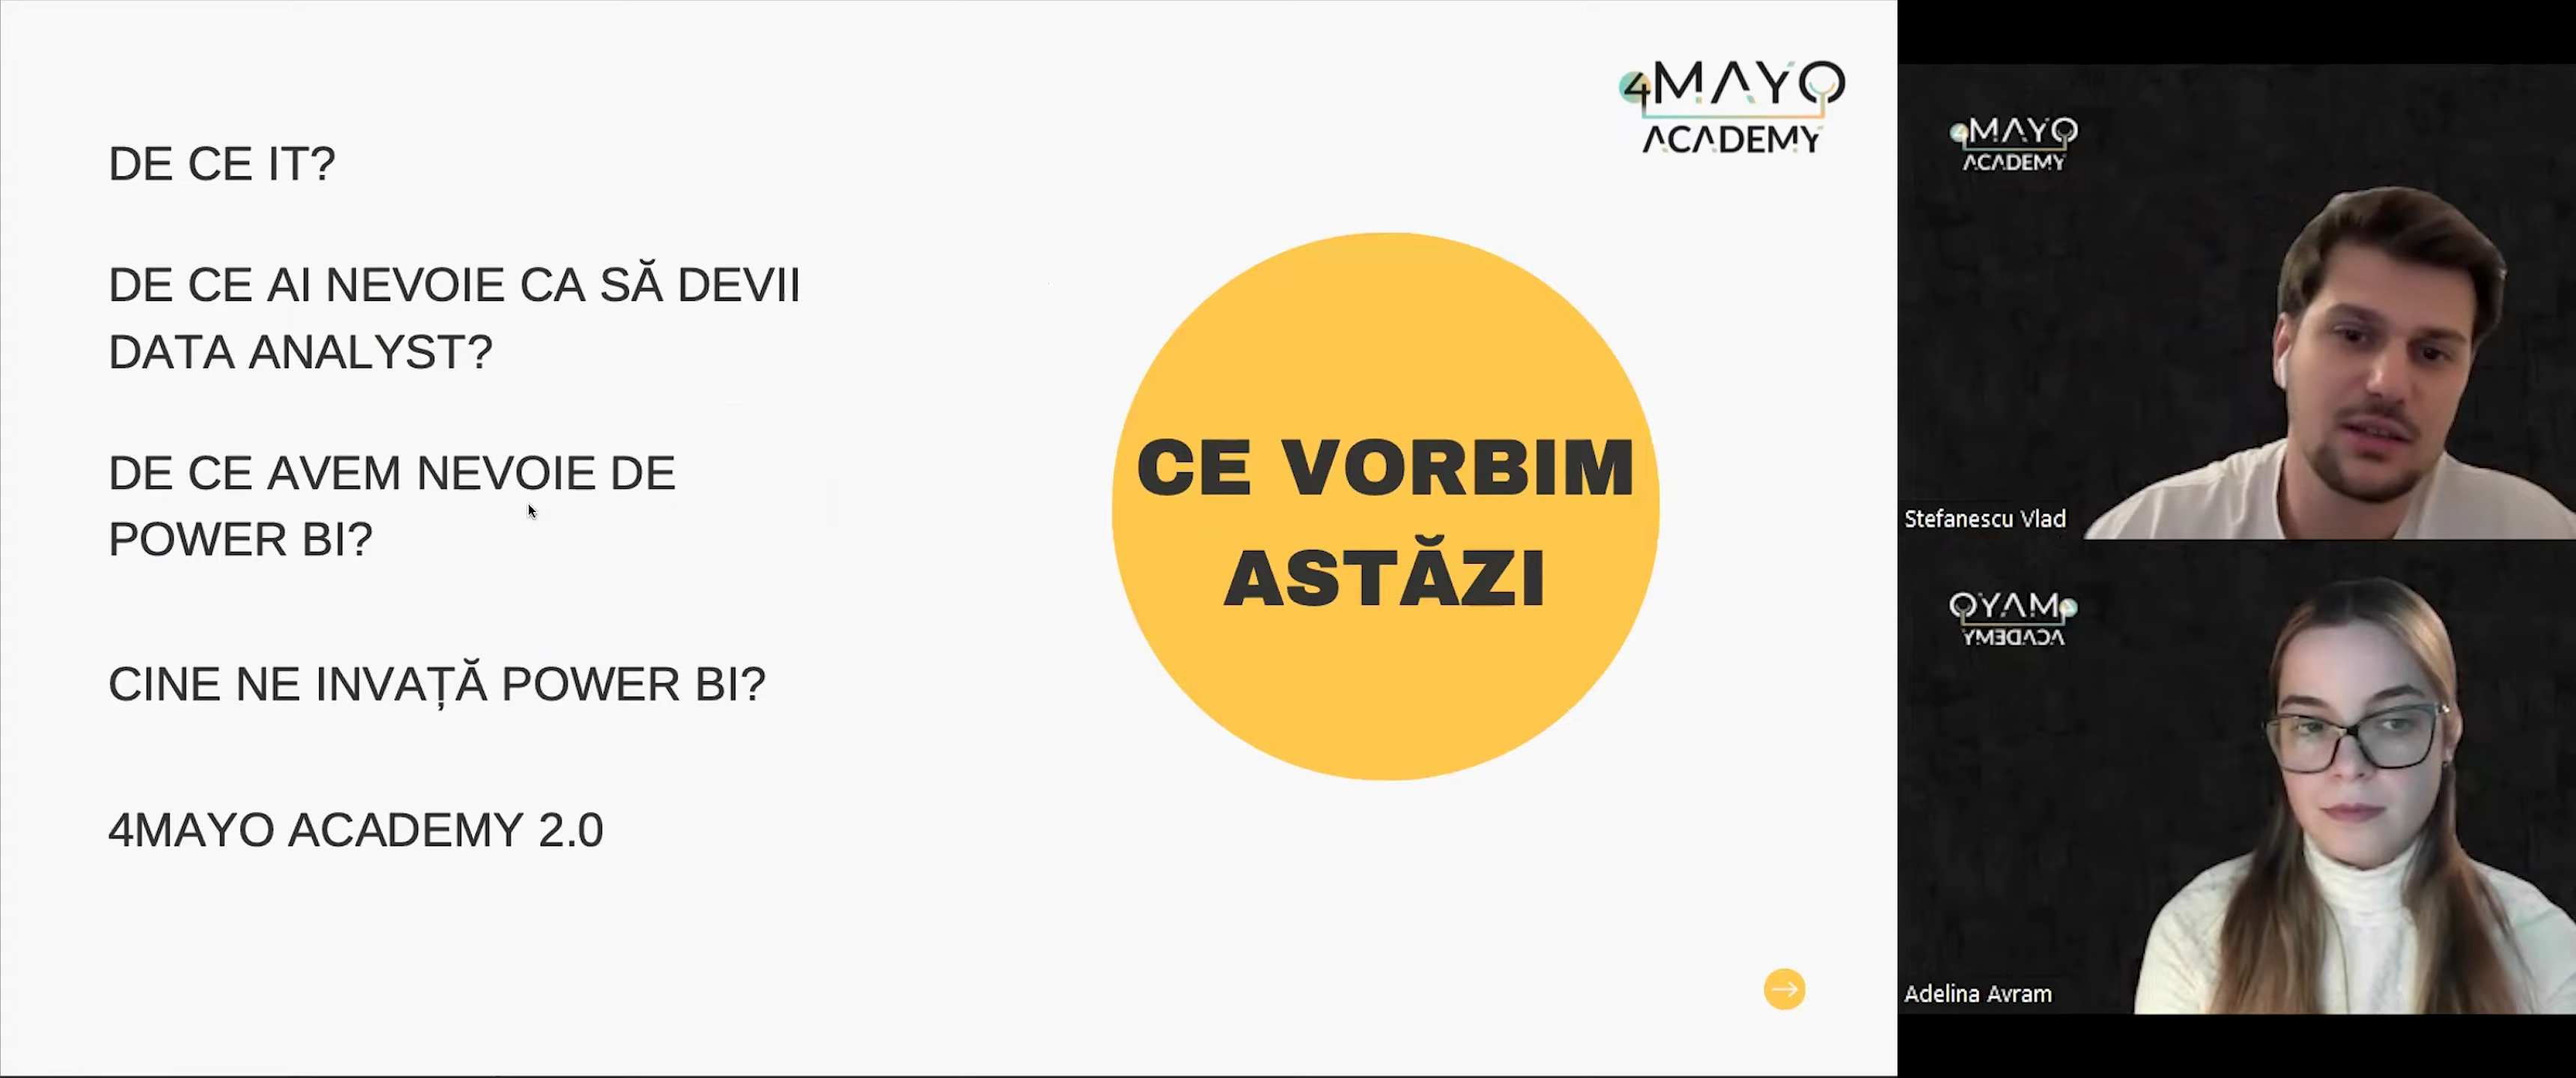 4MAYO
ACADEMY
DE CE IT?
DE CE AI NEVOIE CA SĂ DEVII
DATA ANALYST?
DE CE AVEM NEVOIE DE
POWER BI?
CINE NE INVAȚĂ POWER BI?
4MAYO ACADEMY 2.0
CE VORBIM
ASTĂZI
4MAYO
ACADEMY
Stefanescu Vlad
4MAYO
ACADEMY
Adelina Avram